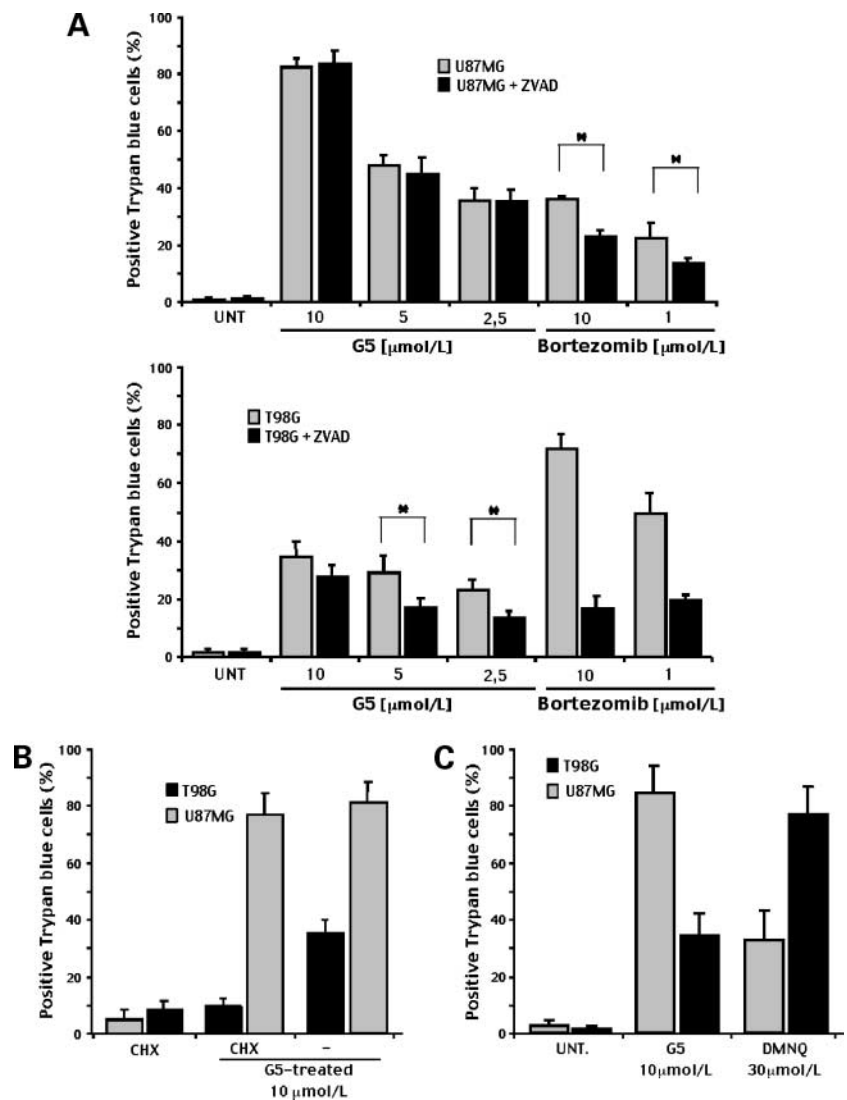 A
Positive Trypan blue cells (%)
100
80
60
40
20
0
U87MG
U87MG + ZVAD
*
*
UNT
10
5
2,5
10
1
G5 [μmol/L]
Bortezomib [μmol/L]
Positive Trypan blue cells (%)
100
80
60
40
20
0
T98G
T98G + ZVAD
*
*
UNT
10
5
2,5
10
1
G5 [μmol/L]
Bortezomib [μmol/L]
B
Positive Trypan blue cells (%)
100
80
60
40
20
0
T98G
U87MG
CHX
CHX
–
G5-treated
10 μmol/L
C
Positive Trypan blue cells (%)
100
80
60
40
20
0
T98G
U87MG
UNT.
G5
10μmol/L
DMNQ
30μmol/L